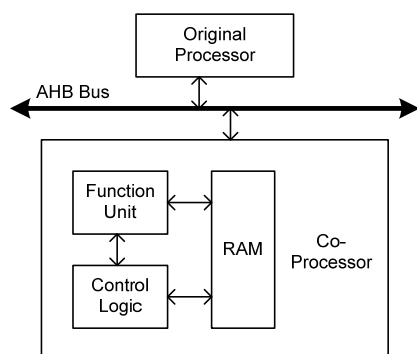 Original
Processor
AHB Bus
Function
Unit
RAM
Co-
Processor
Control
Logic